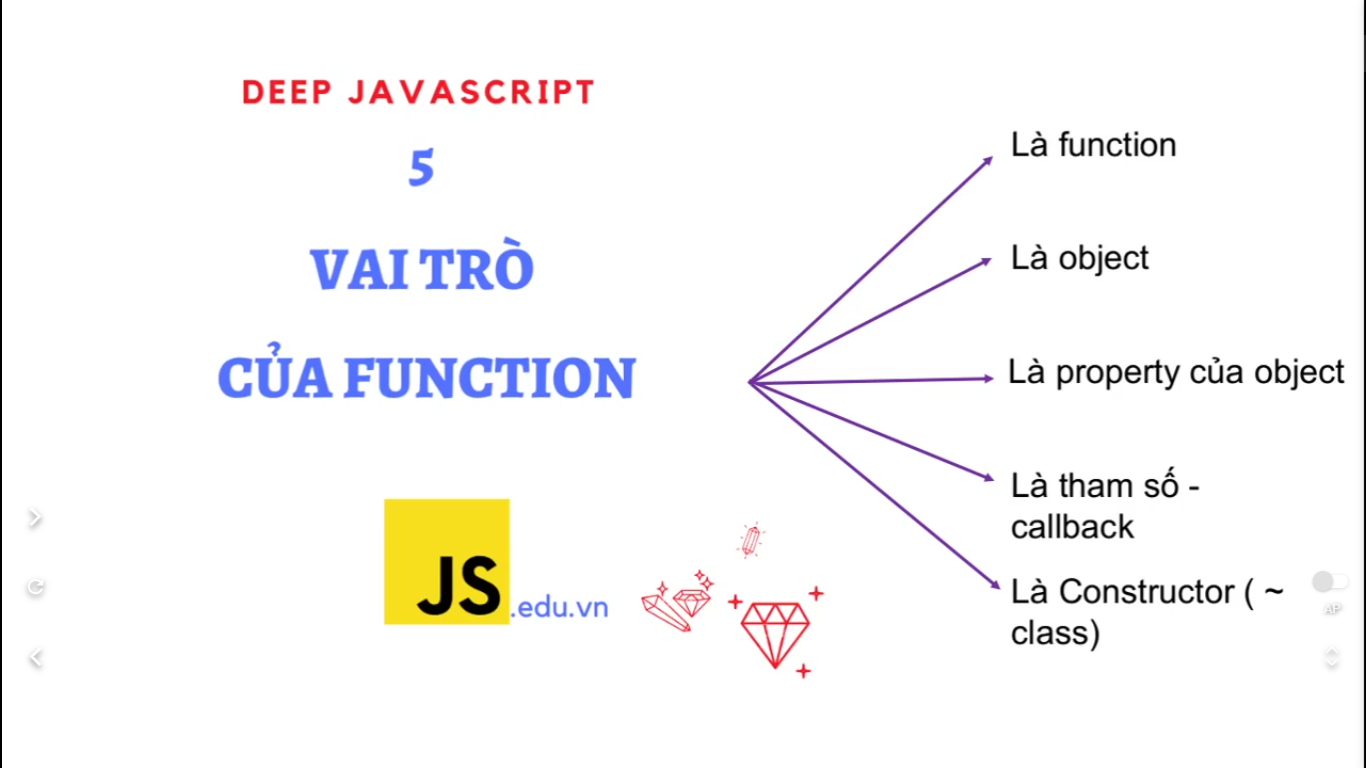 DEEP JAVASCRIPT
5
VAI TRÒ
CỦA FUNCTION
JS
.edu.vn
Là function
Là object
Là property của object
Là tham số -
callback
Là Constructor ( ~
class)
AP